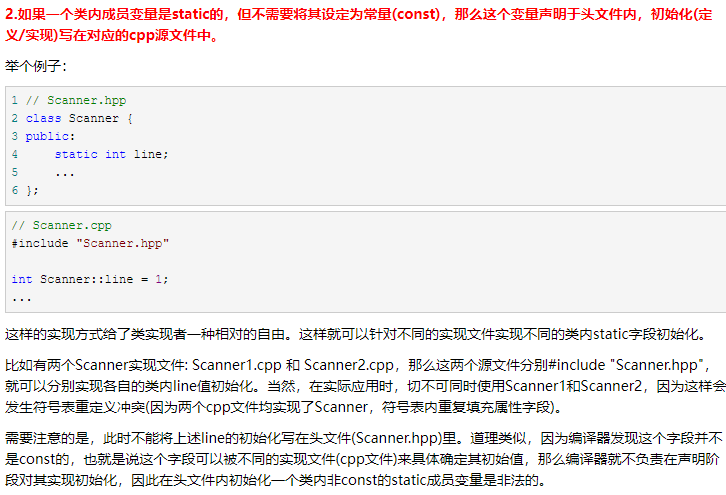 2.如果一个类内成员变量是static的，但不需要将其设定为常量(const)，那么这个变量声明于头文件内，初始化(定
义/实现)写在对应的cpp源文件中。
举个例子：
1 // Scanner.hpp
2 class Scanner {
3 public:
4     static int line;
5     ...
6 };
// Scanner.cpp
#include "Scanner.hpp"
int Scanner::line = 1;
...
这样的实现方式给了类实现者一种相对的自由。这样就可以针对不同的实现文件实现不同的类内static字段初始化。
比如有两个Scanner实现文件: Scanner1.cpp 和 Scanner2.cpp，那么这两个源文件分别#include "Scanner.hpp"，
就可以分别实现各自的类内line值初始化。当然，在实际应用时，切不可同时使用Scanner1和Scanner2，因为这样会
发生符号表重定义冲突(因为两个cpp文件均实现了Scanner，符号表内重复填充属性字段)。
需要注意的是，此时不能将上述line的初始化写在头文件(Scanner.hpp)里。道理类似，因为编译器发现这个字段并不
是const的，也就是说这个字段可以被不同的实现文件(cpp文件)来具体确定其初始值，那么编译器就不负责在声明阶
段对其实现初始化，因此在头文件内初始化一个类内非const的static成员变量是非法的。